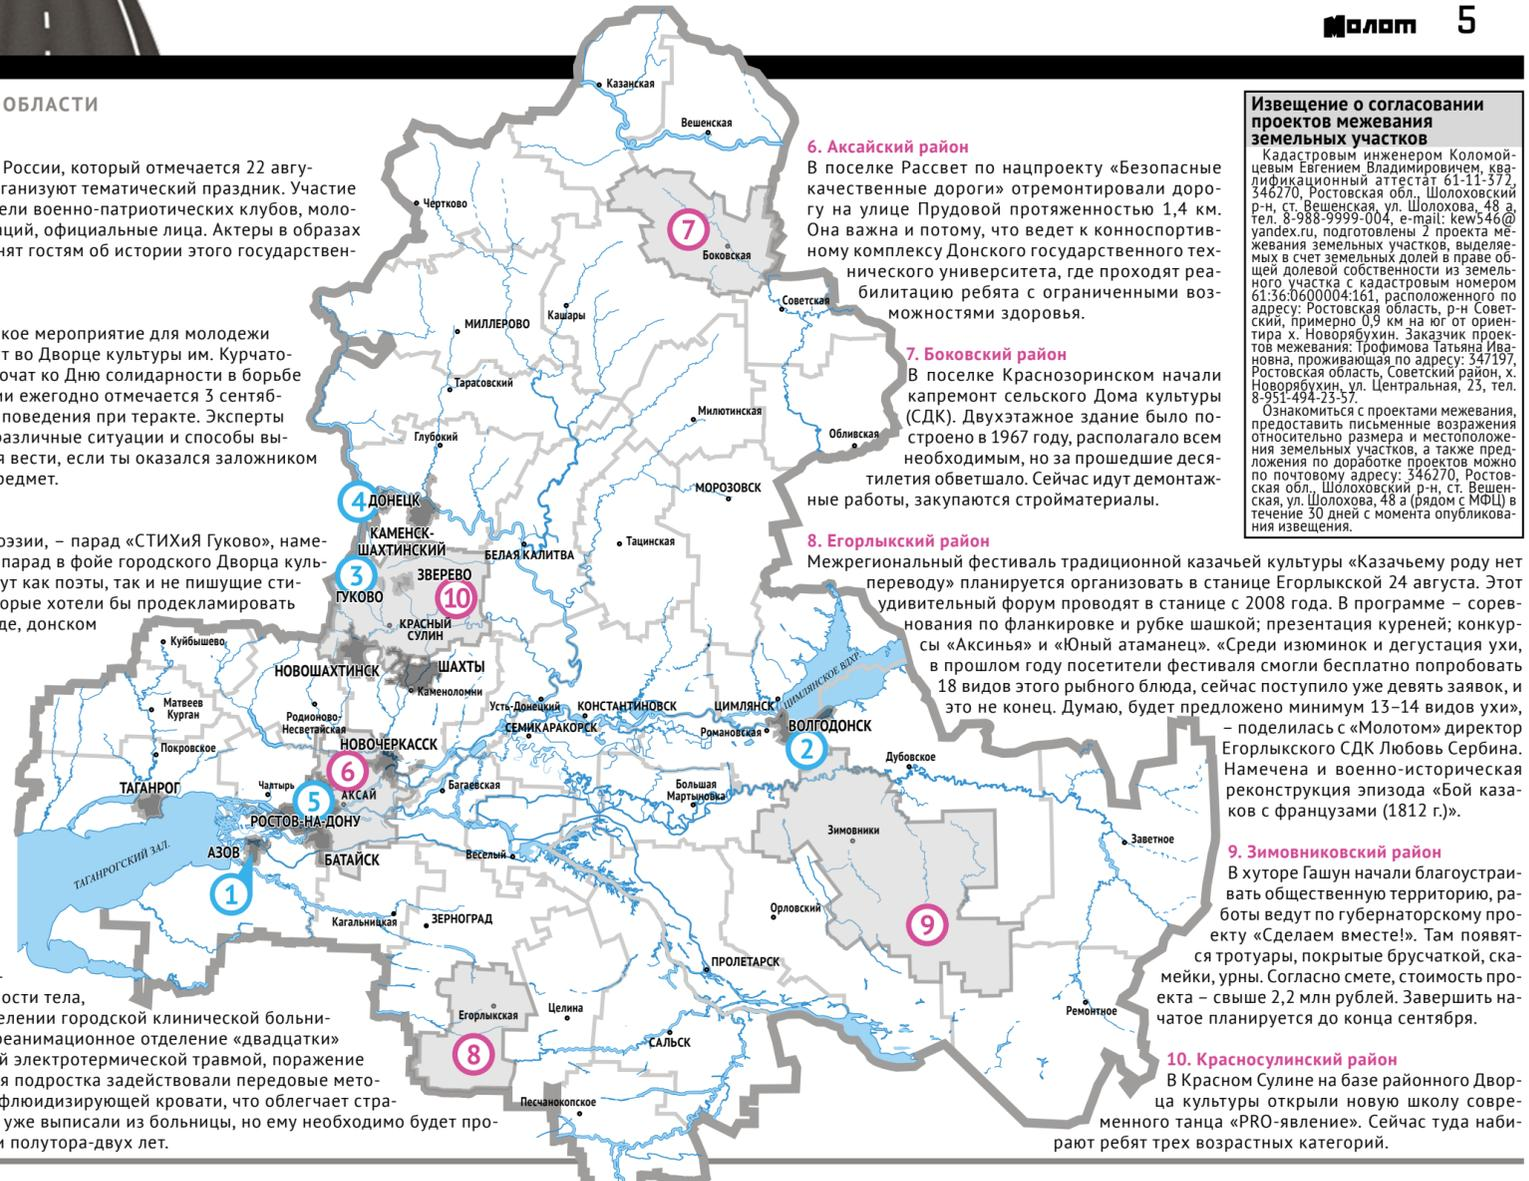 Молот 5
ОБЛАСТИ
России, который отмечается 22 авгу-
ганизуют тематический праздник. Участие
ели военно-патриотических клубов, моло-
аций, официальные лица. Актеры в образах
нят гостям об истории этого государствен-
кое мероприятие для молодежи
т во Дворце культуры им. Курчато-
очат ко Дню солидарности в борьбе
ии ежегодно отмечается 3 сентяб-
поведения при теракте. Эксперты
различные ситуации и способы вы-
я вести, если ты оказался заложником
редмет.
оэзии, – парад «СТИХиЯ Гуково», наме-
парад в фойе городского Дворца куль-
ут как поэты, так и не пишущие сти-
орые хотели бы продекламировать
де, донском
ости тела,
елении городской клинической больни-
реанимационное отделение «двадцатки»
й электротермической травмой, поражение
я подростка задействовали передовые мето-
флюидизирующей кровати, что облегчает стра-
уже выписали из больницы, но ему необходимо будет про-
и полутора-двух лет.
Казанская
Вешенская
Чертково
7
Боковская
Советская
Кашары
МИЛЛЕРОВО
Тарасовский
Милютинская
Глубокий
Обливская
МОРОЗОВСК
4
ДОНЕЦК
КАМЕНСК-
ШАХТИНСКИЙ
БЕЛАЯ КАЛИТВА
Тацинская
3
ЗВЕРЕВО
ГУКОВО
10
КРАСНЫЙ
СУЛИН
Куйбышево
НОВОШАХТИНСК
ШАХТЫ
Каменоломни
ЦИМЛЯНСКОЕ ВДХР.
Матвеев
Курган
Родионово-
Несветайская
Усть-Донецкий
КОНСТАНТИНОВСК
ЦИМЛЯНСК
СЕМИКАРАКОРСК
Романовская
ВОЛГОДОНСК
2
Покровское
НОВОЧЕРКАССК
6
Дубовское
ТАГАНРОГ
Чалтырь
5
АКСАЙ
Багаевская
Большая
Мартыновка
РОСТОВ-НА-ДОНУ
Зимовники
Заветное
АЗОВ
БАТАЙСК
Веселый
ТАГАНРОГСКИЙ ЗАЛ.
1
Кагальницкая
ЗЕРНОГРАД
Орловский
9
ПРОЛЕТАРСК
Егорлыкская
Целина
Ремонтное
САЛЬСК
8
Песчанокопское
6. Аксайский район
В поселке Рассвет по нацпроекту «Безопасные
качественные дороги» отремонтировали доро-
гу на улице Прудовой протяженностью 1,4 км.
Она важна и потому, что ведет к конноспортив-
ному комплексу Донского государственного тех-
нического университета, где проходят реа-
билитацию ребята с ограниченными воз-
можностями здоровья.
7. Боковский район
В поселке Краснозоринском начали
капремонт сельского Дома культуры
(СДК). Двухэтажное здание было по-
строено в 1967 году, располагало всем
необходимым, но за прошедшие деся-
тилетия обветшало. Сейчас идут демонтаж-
ные работы, закупаются стройматериалы.
8. Егорлыкский район
Межрегиональный фестиваль традиционной казачьей культуры «Казачьему роду нет
переводу» планируется организовать в станице Егорлыкской 24 августа. Этот
удивительный форум проводят в станице с 2008 года. В программе – сорев-
нования по фланкировке и рубке шашкой; презентация куреней; конкур-
сы «Аксинья» и «Юный атаманец». «Среди изюминок и дегустация ухи,
в прошлом году посетители фестиваля смогли бесплатно попробовать
18 видов этого рыбного блюда, сейчас поступило уже девять заявок, и
это не конец. Думаю, будет предложено минимум 13–14 видов ухи»,
– поделилась с «Молотом» директор
Егорлыкского СДК Любовь Сербина.
Намечена и военно-историческая
реконструкция эпизода «Бой каза-
ков с французами (1812 г.)».
9. Зимовниковский район
В хуторе Гашун начали благоустраи-
вать общественную территорию, ра-
боты ведут по губернаторскому про-
екту «Сделаем вместе!». Там появят-
ся тротуары, покрытые брусчаткой, ска-
мейки, урны. Согласно смете, стоимость про-
екта – свыше 2,2 млн рублей. Завершить на-
чатое планируется до конца сентября.
10. Красносулинский район
В Красном Сулине на базе районного Двор-
ца культуры открыли новую школу совре-
менного танца «PRO-явление». Сейчас туда наби-
рают ребят трех возрастных категорий.
Извещение о согласовании
проектов межевания
земельных участков
Кадастровым инженером Коломой-
цевым Евгением Владимировичем, ква-
лификационный аттестат 61-11-372,
346270, Ростовская обл., Шолоховский
р-н, ст. Вешенская, ул. Шолохова, 48 а,
тел. 8-988-9999-004, e-mail: kew546@
yandex.ru, подготовлены 2 проекта ме-
жевания земельных участков, выделяе-
мых в счет земельных долей в праве об-
щей долевой собственности из земель-
ного участка с кадастровым номером
61:36:0600004:161, расположенного по
адресу: Ростовская область, р-н Совет-
ский, примерно 0,9 км на юг от ориен-
тира х. Новорябухин. Заказчик проек-
тов межевания: Трофимова Татьяна Ива-
новна, проживающая по адресу: 347197,
Ростовская область, Советский район, х.
Новорябухин, ул. Центральная, 23, тел.
8-951-494-23-57.
Ознакомиться с проектами межевания,
предоставить письменные возражения
относительно размера и местоположе-
ния земельных участков, а также пред-
ложения по доработке проектов можно
по почтовому адресу: 346270, Ростов-
ская обл., Шолоховский р-н, ст. Вешен-
ская, ул. Шолохова, 48 а (рядом с МФЦ) в
течение 30 дней с момента опубликова-
ния извещения.